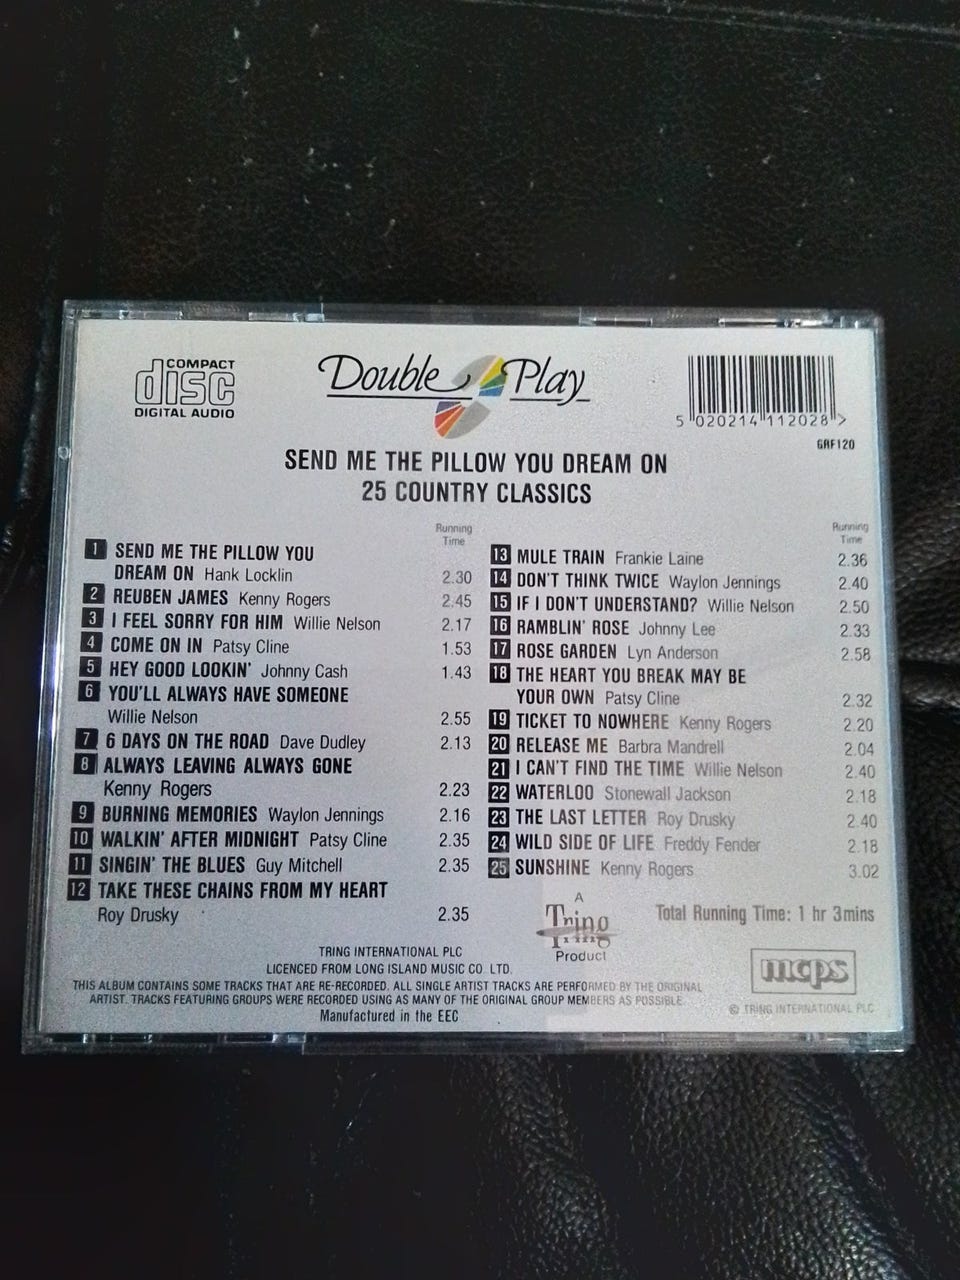 COMPACT
disc
DIGITAL AUDIO
Double Play
5 020214 112028 >
GRF120
SEND ME THE PILLOW YOU DREAM ON
25 COUNTRY CLASSICS
Running
Time
1 SEND ME THE PILLOW YOU
DREAM ON Hank Locklin 2.30
2 REUBEN JAMES Kenny Rogers 2.45
3 I FEEL SORRY FOR HIM Willie Nelson 2.17
4 COME ON IN Patsy Cline 1.53
5 HEY GOOD LOOKIN' Johnny Cash 1.43
6 YOU'LL ALWAYS HAVE SOMEONE
Willie Nelson 2.55
7 6 DAYS ON THE ROAD Dave Dudley 2.13
8 ALWAYS LEAVING ALWAYS GONE
Kenny Rogers 2.23
9 BURNING MEMORIES Waylon Jennings 2.16
10 WALKIN' AFTER MIDNIGHT Patsy Cline 2.35
11 SINGIN' THE BLUES Guy Mitchell 2.35
12 TAKE THESE CHAINS FROM MY HEART
Roy Drusky 2.35
Running
Time
13 MULE TRAIN Frankie Laine 2.36
14 DON'T THINK TWICE Waylon Jennings 2.40
15 IF I DON'T UNDERSTAND? Willie Nelson 2.50
16 RAMBLIN' ROSE Johnny Lee 2.33
17 ROSE GARDEN Lyn Anderson 2.58
18 THE HEART YOU BREAK MAY BE
YOUR OWN Patsy Cline 2.32
19 TICKET TO NOWHERE Kenny Rogers 2.20
20 RELEASE ME Barbra Mandrell 2.04
21 I CAN'T FIND THE TIME Willie Nelson 2.40
22 WATERLOO Stonewall Jackson 2.18
23 THE LAST LETTER Roy Drusky 2.40
24 WILD SIDE OF LIFE Freddy Fender 2.18
25 SUNSHINE Kenny Rogers 3.02
A
Tring
Product
Total Running Time: 1 hr 3mins
TRING INTERNATIONAL PLC
LICENCED FROM LONG ISLAND MUSIC CO. LTD.
THIS ALBUM CONTAINS SOME TRACKS THAT ARE RE-RECORDED. ALL SINGLE ARTIST TRACKS ARE PERFORMED BY THE ORIGINAL
ARTIST. TRACKS FEATURING GROUPS WERE RECORDED USING AS MANY OF THE ORIGINAL GROUP MEMBERS AS POSSIBLE.
Manufactured in the EEC
mcps
© TRING INTERNATIONAL PLC